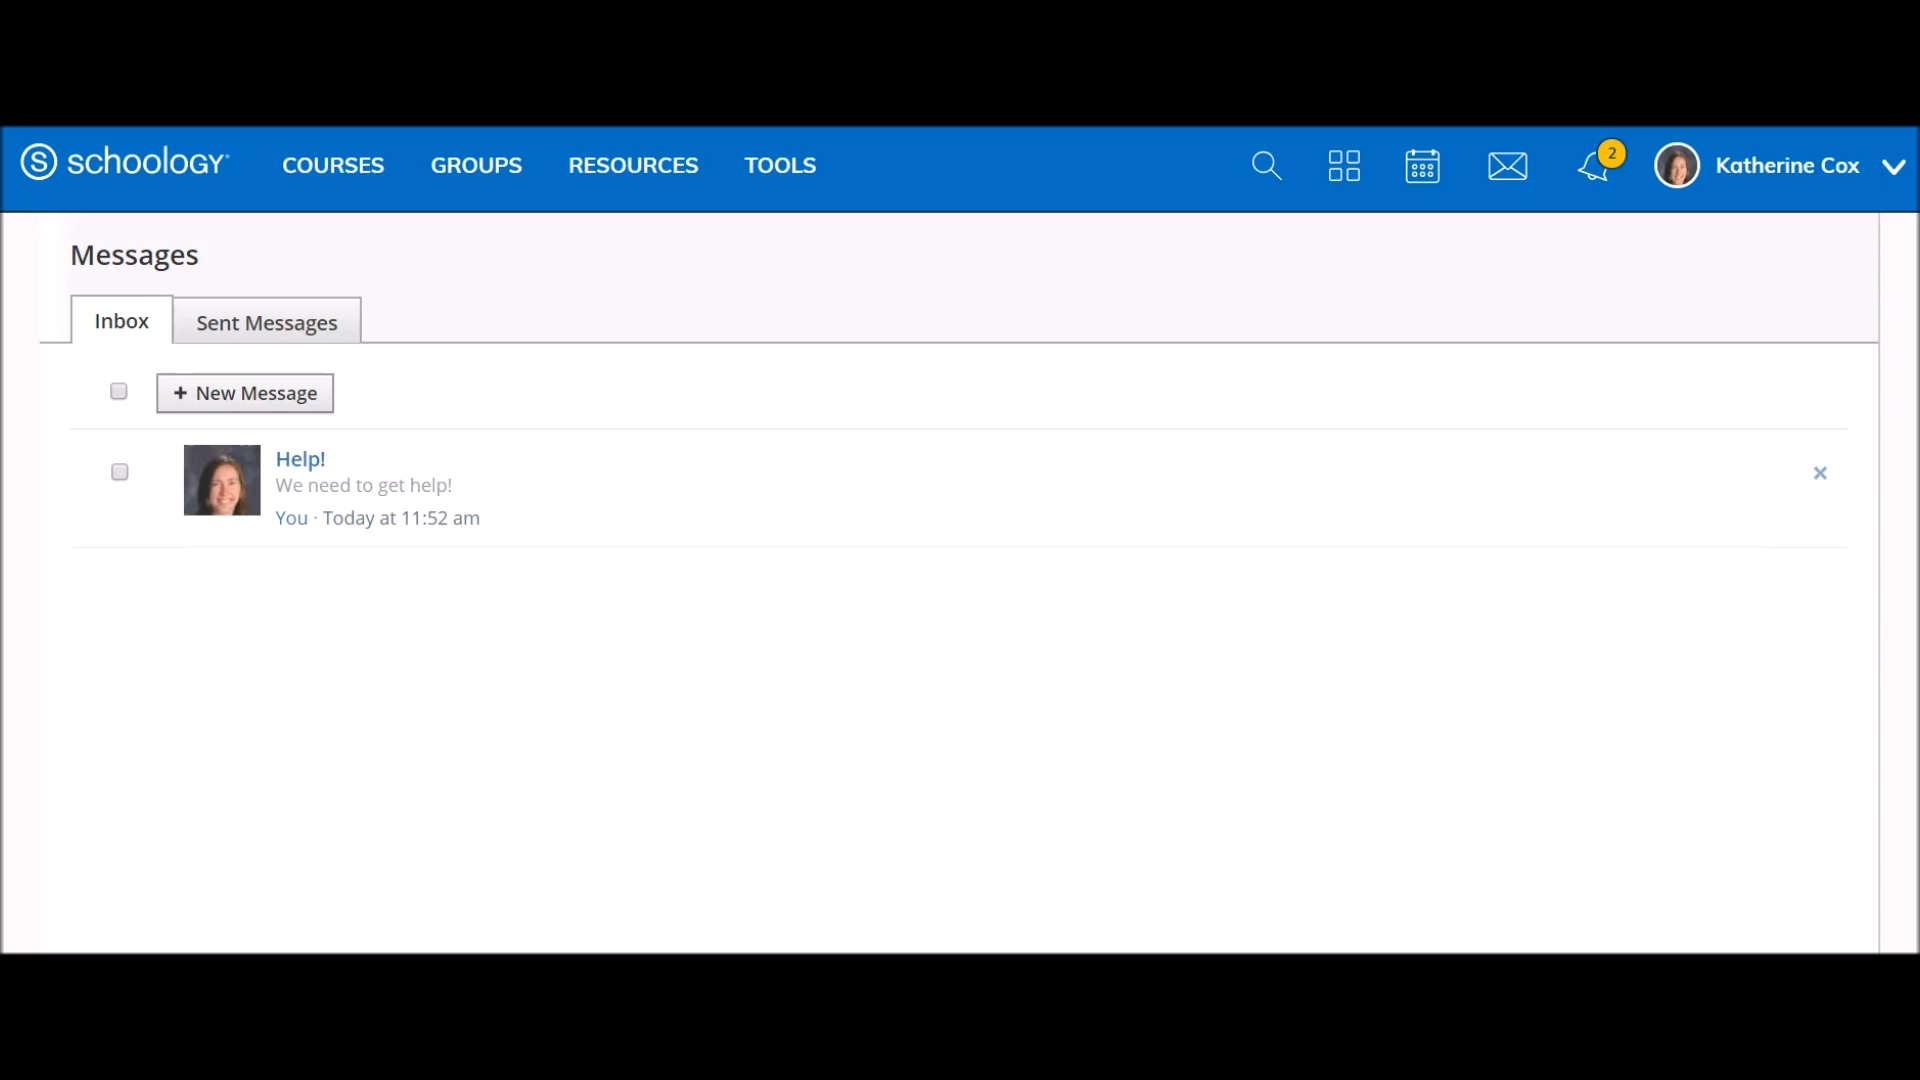 schoology COURSES GROUPS RESOURCES TOOLS 2 Katherine Cox
Messages
Inbox Sent Messages
+ New Message
Help!
We need to get help!
You · Today at 11:52 am